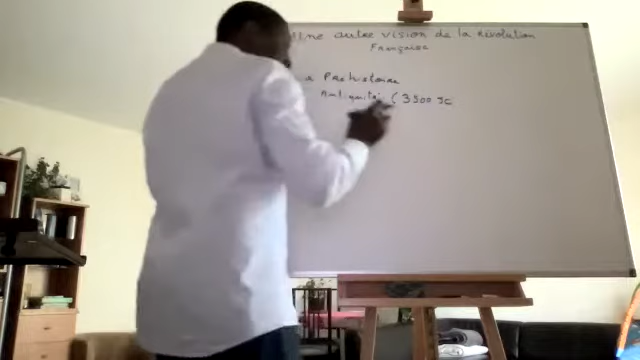 Une autre vision de la Révolution
Française
Préhistoire
Antiquité ( 3500 JC